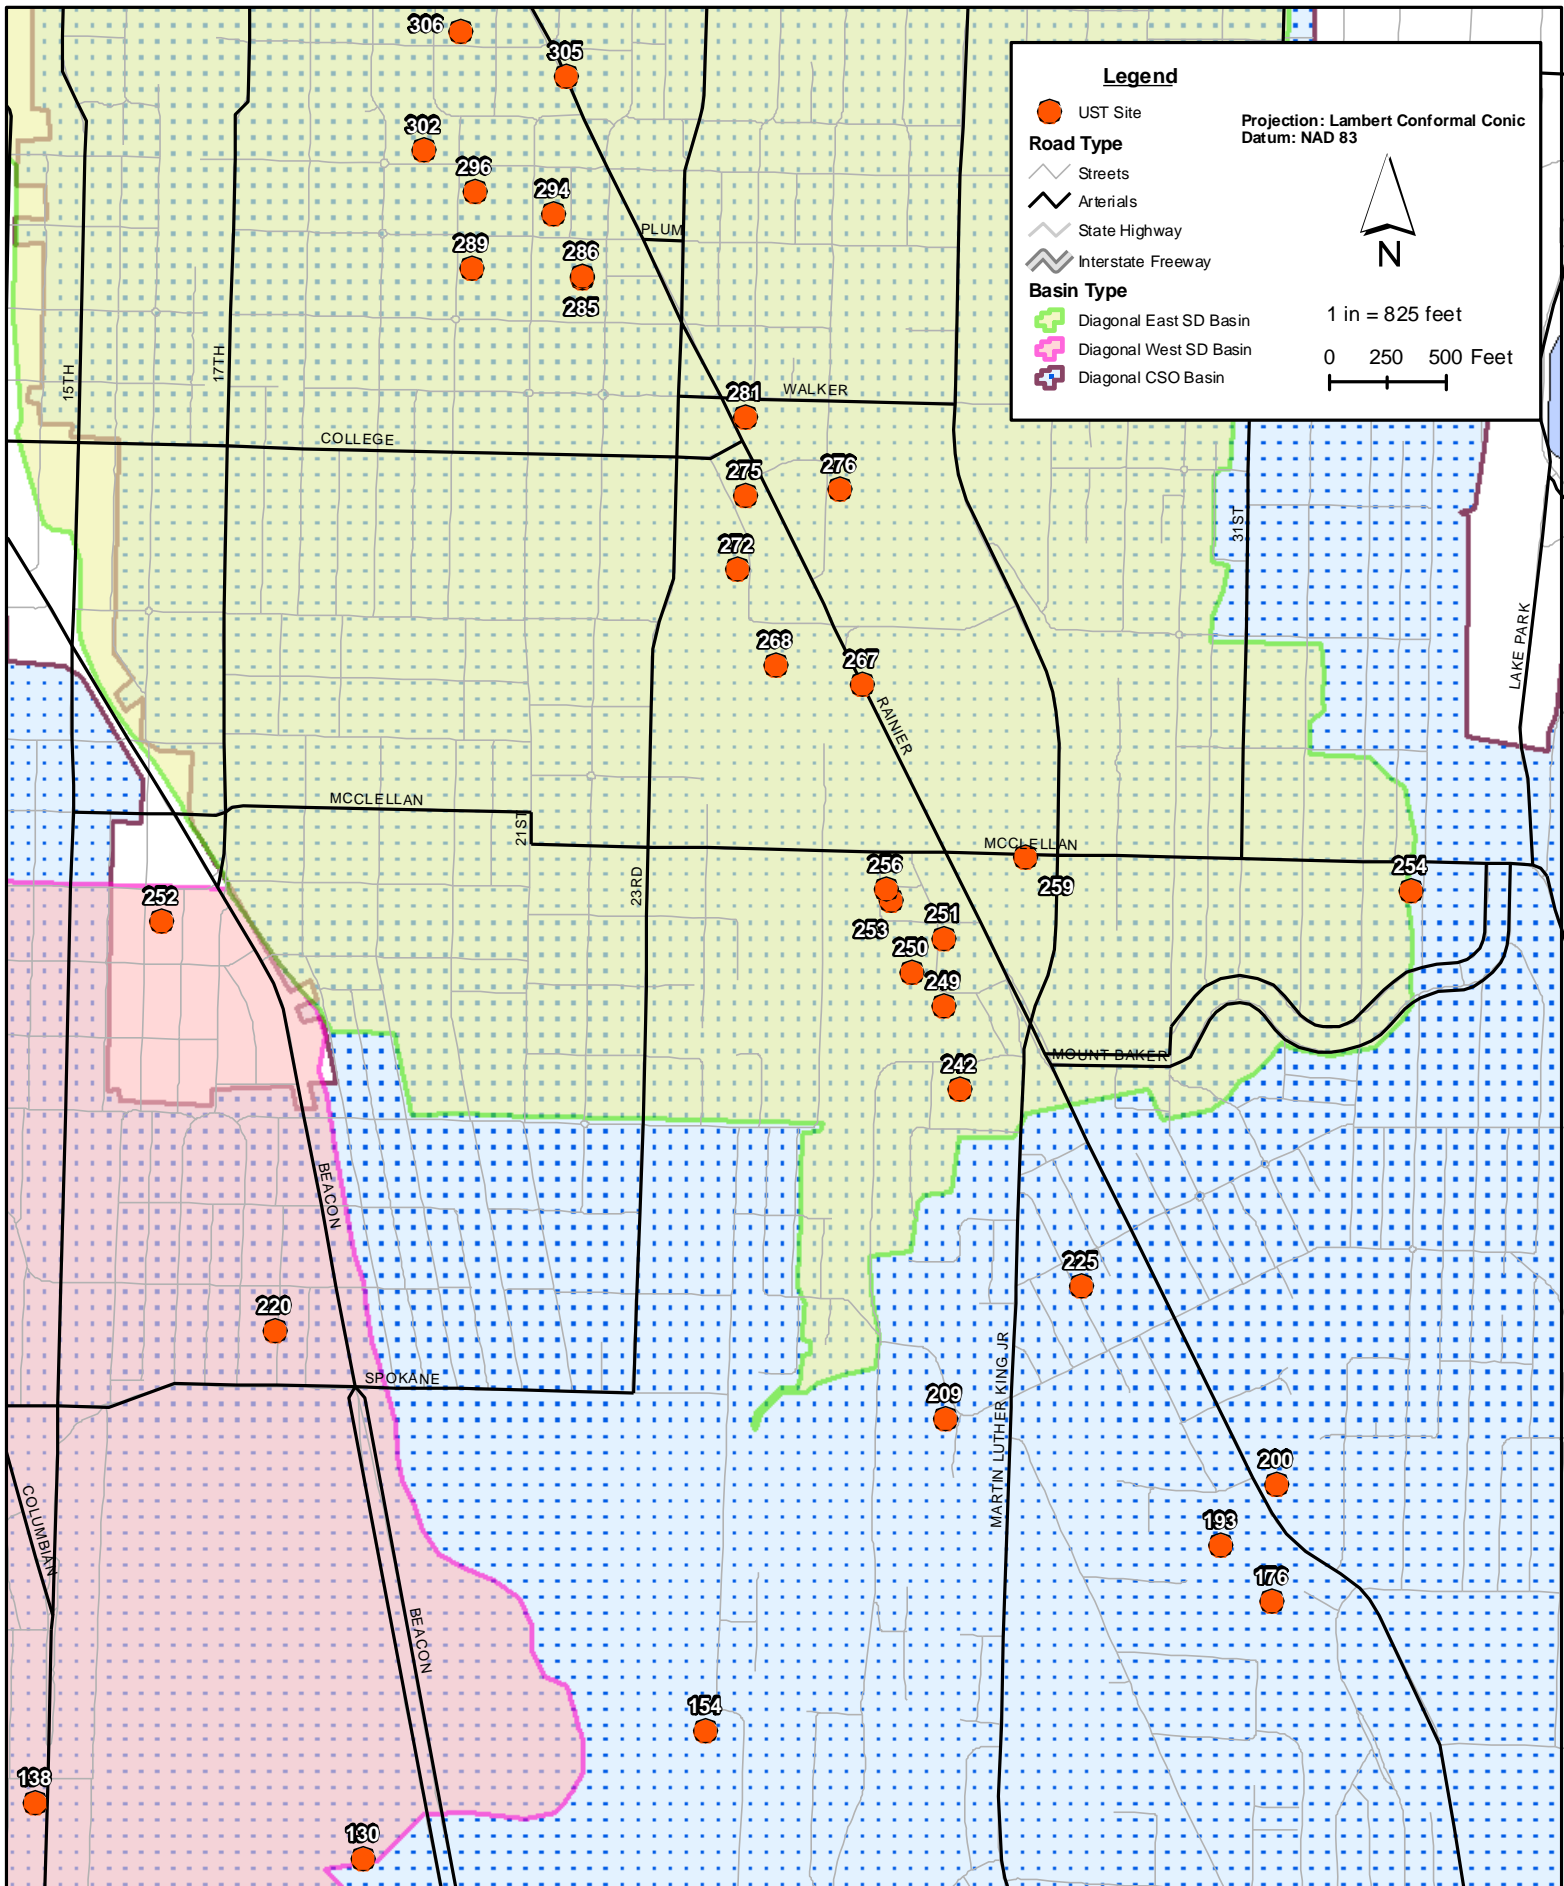 306
305
302
296
294
289
286
285
PLUM
15TH
17TH
281
WALKER
COLLEGE
275
276
272
31ST
268
267
RAINIER
LAKE PARK
MCCLELLAN
21ST
23RD
MCCLELLAN
256
259
254
252
253
251
250
249
MOUNT BAKER
242
BEACON
225
220
SPOKANE
209
MARTIN LUTHER KING JR
200
193
176
COLUMBIAN
BEACON
154
138
130
Legend
UST Site
Road Type
Streets
Arterials
State Highway
Interstate Freeway
Basin Type
Diagonal East SD Basin
Diagonal West SD Basin
Diagonal CSO Basin
Projection: Lambert Conformal Conic
Datum: NAD 83
N
1 in = 825 feet
0 250 500 Feet